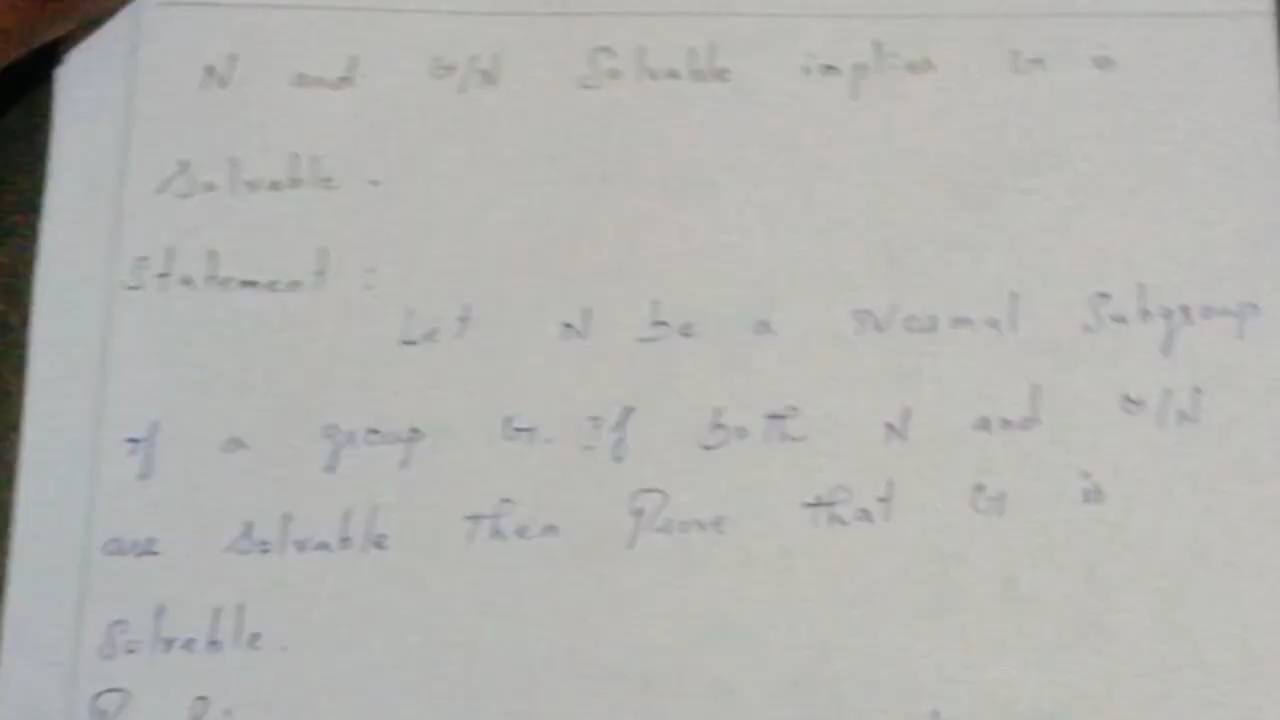 N and G/N Solvable implies G is
Solvable.
Statement :
Let N be a Normal Subgroup
of a group G. If both N and G/N
are Solvable then Prove that G is
Solvable.